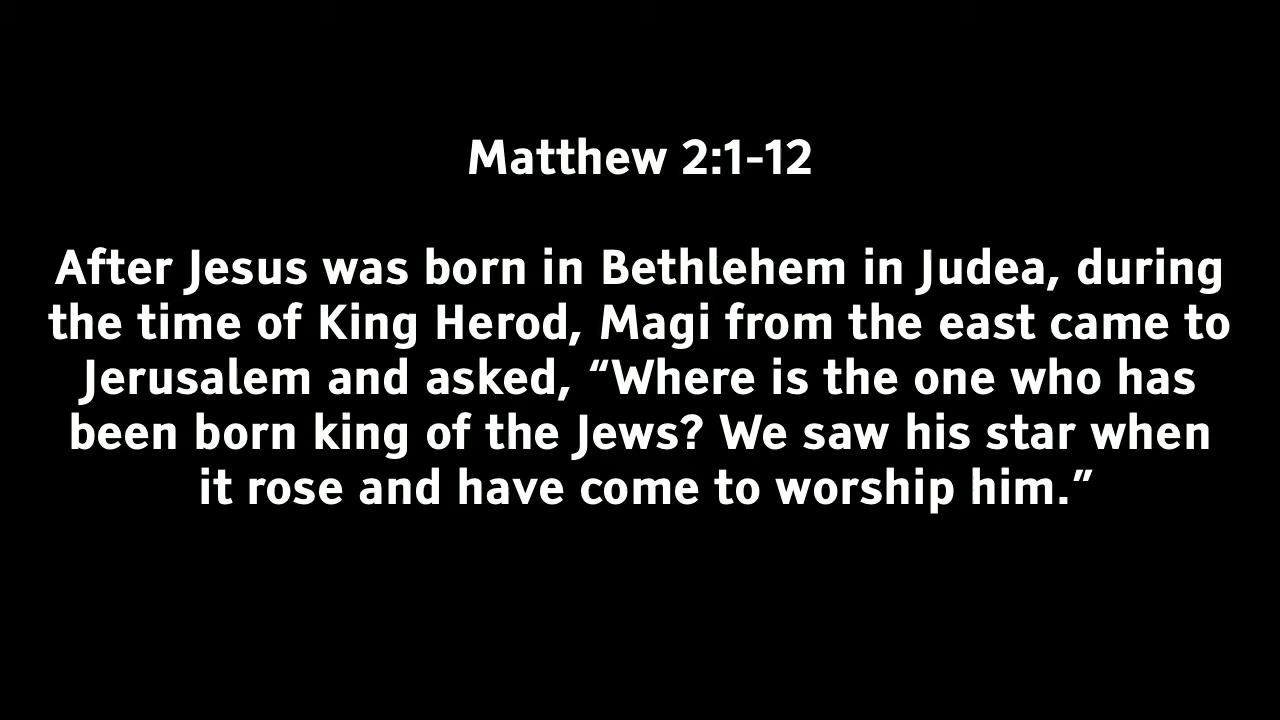 Matthew 2:1-12
After Jesus was born in Bethlehem in Judea, during
the time of King Herod, Magi from the east came to
Jerusalem and asked, “Where is the one who has
been born king of the Jews? We saw his star when
it rose and have come to worship him.”